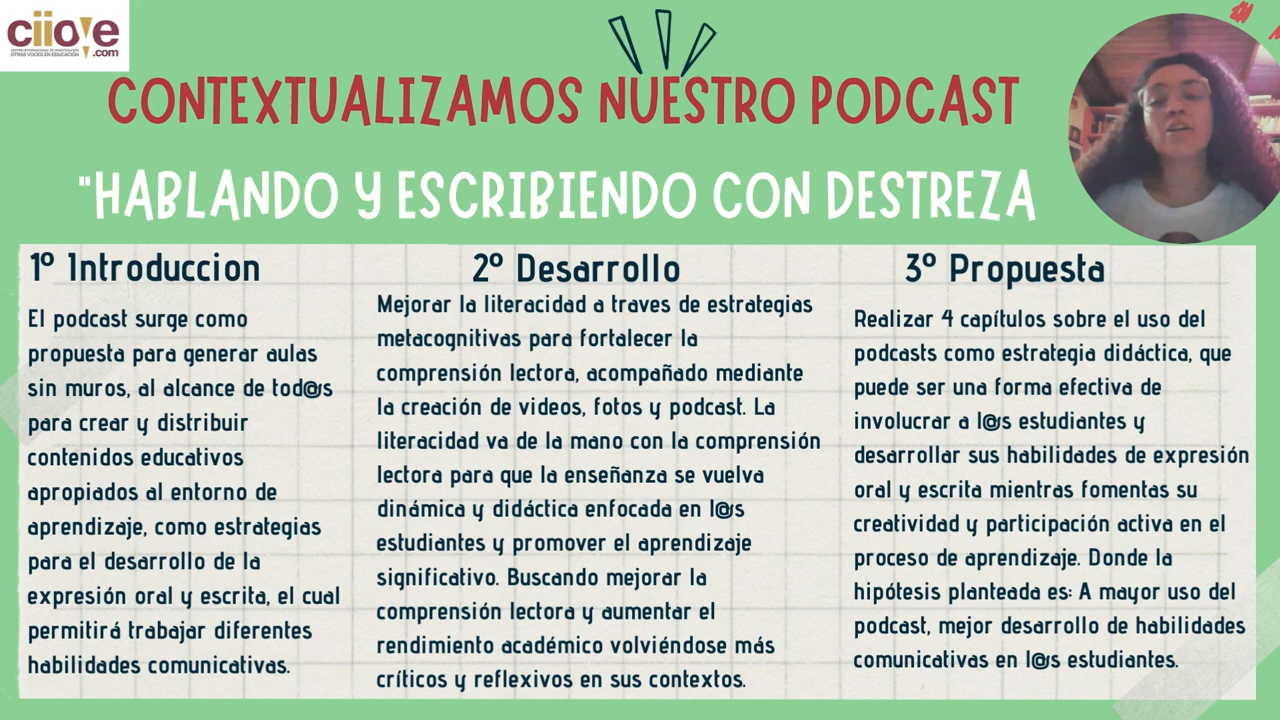 ciiove
CENTRO INTERNACIONAL DE INVESTIGACIÓN
OTRAS VOCES EN EDUCACIÓN
.com
CONTEXTUALIZAMOS NUESTRO PODCAST
"HABLANDO Y ESCRIBIENDO CON DESTREZA
1º Introduccion
El podcast surge como
propuesta para generar aulas
sin muros, al alcance de tod@s
para crear y distribuir
contenidos educativos
apropiados al entorno de
aprendizaje, como estrategias
para el desarrollo de la
expresión oral y escrita, el cual
permitirá trabajar diferentes
habilidades comunicativas.
2º Desarrollo
Mejorar la literacidad a traves de estrategias
metacognitivas para fortalecer la
comprensión lectora, acompañado mediante
la creación de videos, fotos y podcast. La
literacidad va de la mano con la comprensión
lectora para que la enseñanza se vuelva
dinámica y didáctica enfocada en l@s
estudiantes y promover el aprendizaje
significativo. Buscando mejorar la
comprensión lectora y aumentar el
rendimiento académico volviéndose más
críticos y reflexivos en sus contextos.
3º Propuesta
Realizar 4 capítulos sobre el uso del
podcasts como estrategia didáctica, que
puede ser una forma efectiva de
involucrar a l@s estudiantes y
desarrollar sus habilidades de expresión
oral y escrita mientras fomentas su
creatividad y participación activa en el
proceso de aprendizaje. Donde la
hipótesis planteada es: A mayor uso del
podcast, mejor desarrollo de habilidades
comunicativas en l@s estudiantes.